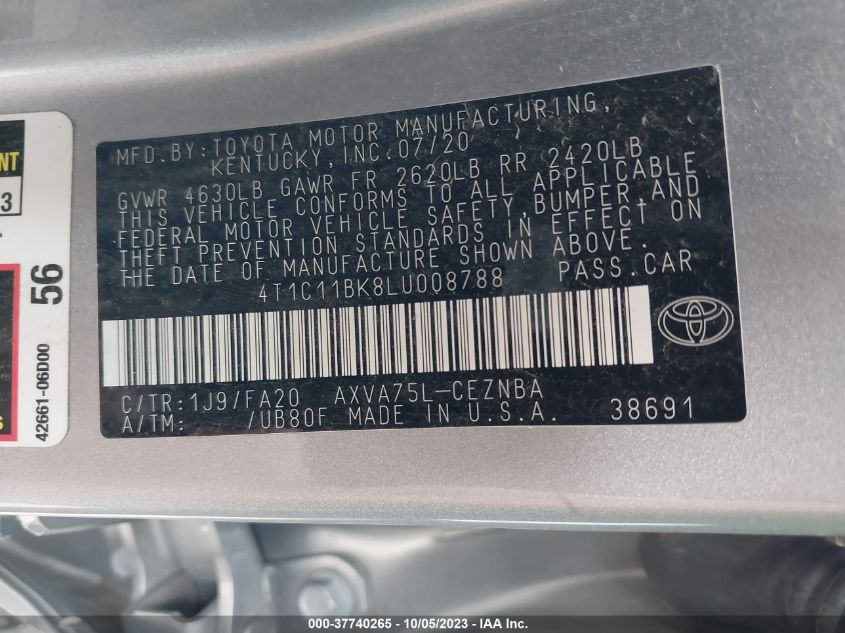 MFD. BY: TOYOTA MOTOR MANUFACTURING,
KENTUCKY, INC. 07/20
GVWR 4630LB GAWR FR 2620LB RR 2420LB
THIS VEHICLE CONFORMS TO ALL APPLICABLE
FEDERAL MOTOR VEHICLE SAFETY, BUMPER, AND
THEFT PREVENTION STANDARDS IN EFFECT ON
THE DATE OF MANUFACTURE SHOWN ABOVE.
4T1C11BK8LU008788 PASS. CAR
C/TR: 1J9/FA20 AXVA75L-CEZNBA
A/TM: /UB80F MADE IN U.S.A. 38691
NT
3
56
42661-06D00
s
000-37740265 - 10/05/2023 - IAA Inc.